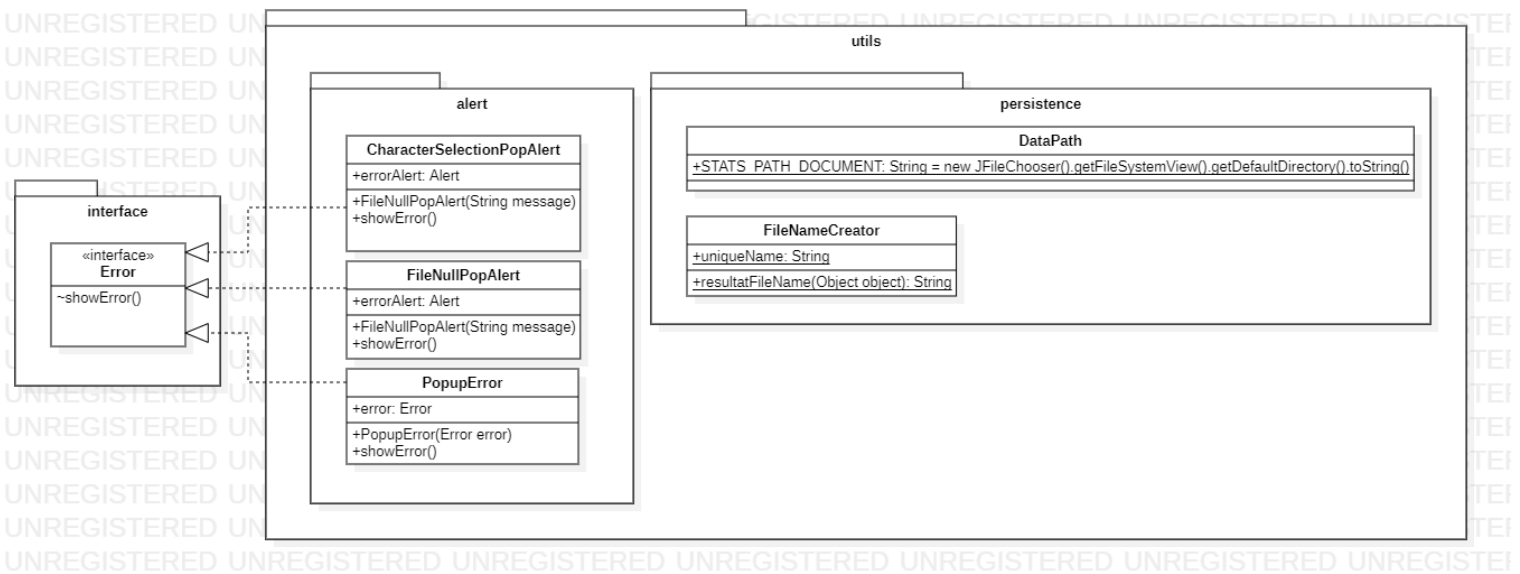 UNREGISTERED UNREGISTERED UNREGISTERED UNREGISTERED UNREGISTERED
utils
alert
CharacterSelectionPopAlert
+errorAlert: Alert
+FileNullPopAlert(String message)
+showError()
FileNullPopAlert
+errorAlert: Alert
+FileNullPopAlert(String message)
+showError()
PopupError
+error: Error
+PopupError(Error error)
+showError()
interface
«interface»
Error
~showError()
persistence
DataPath
+STATS_PATH_DOCUMENT: String = new JFileChooser().getFileSystemView().getDefaultDirectory().toString()
FileNameCreator
+uniqueName: String
+resultatFileName(Object object): String